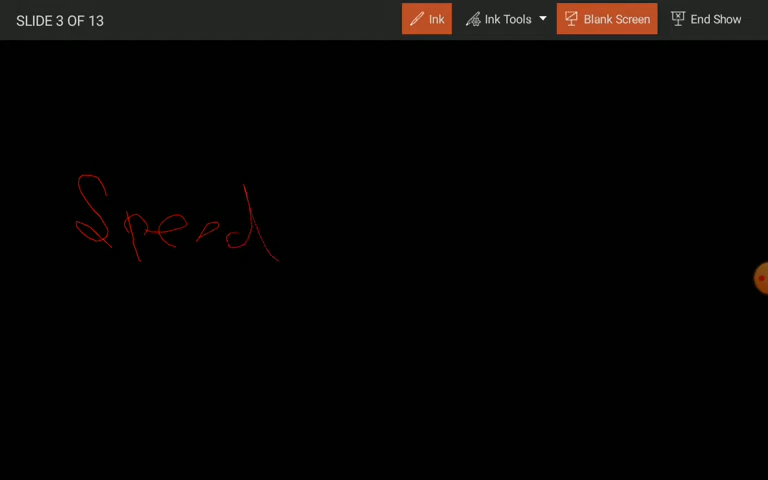 SLIDE 3 OF 13
Ink
Ink Tools
Blank Screen
End Show
Speed